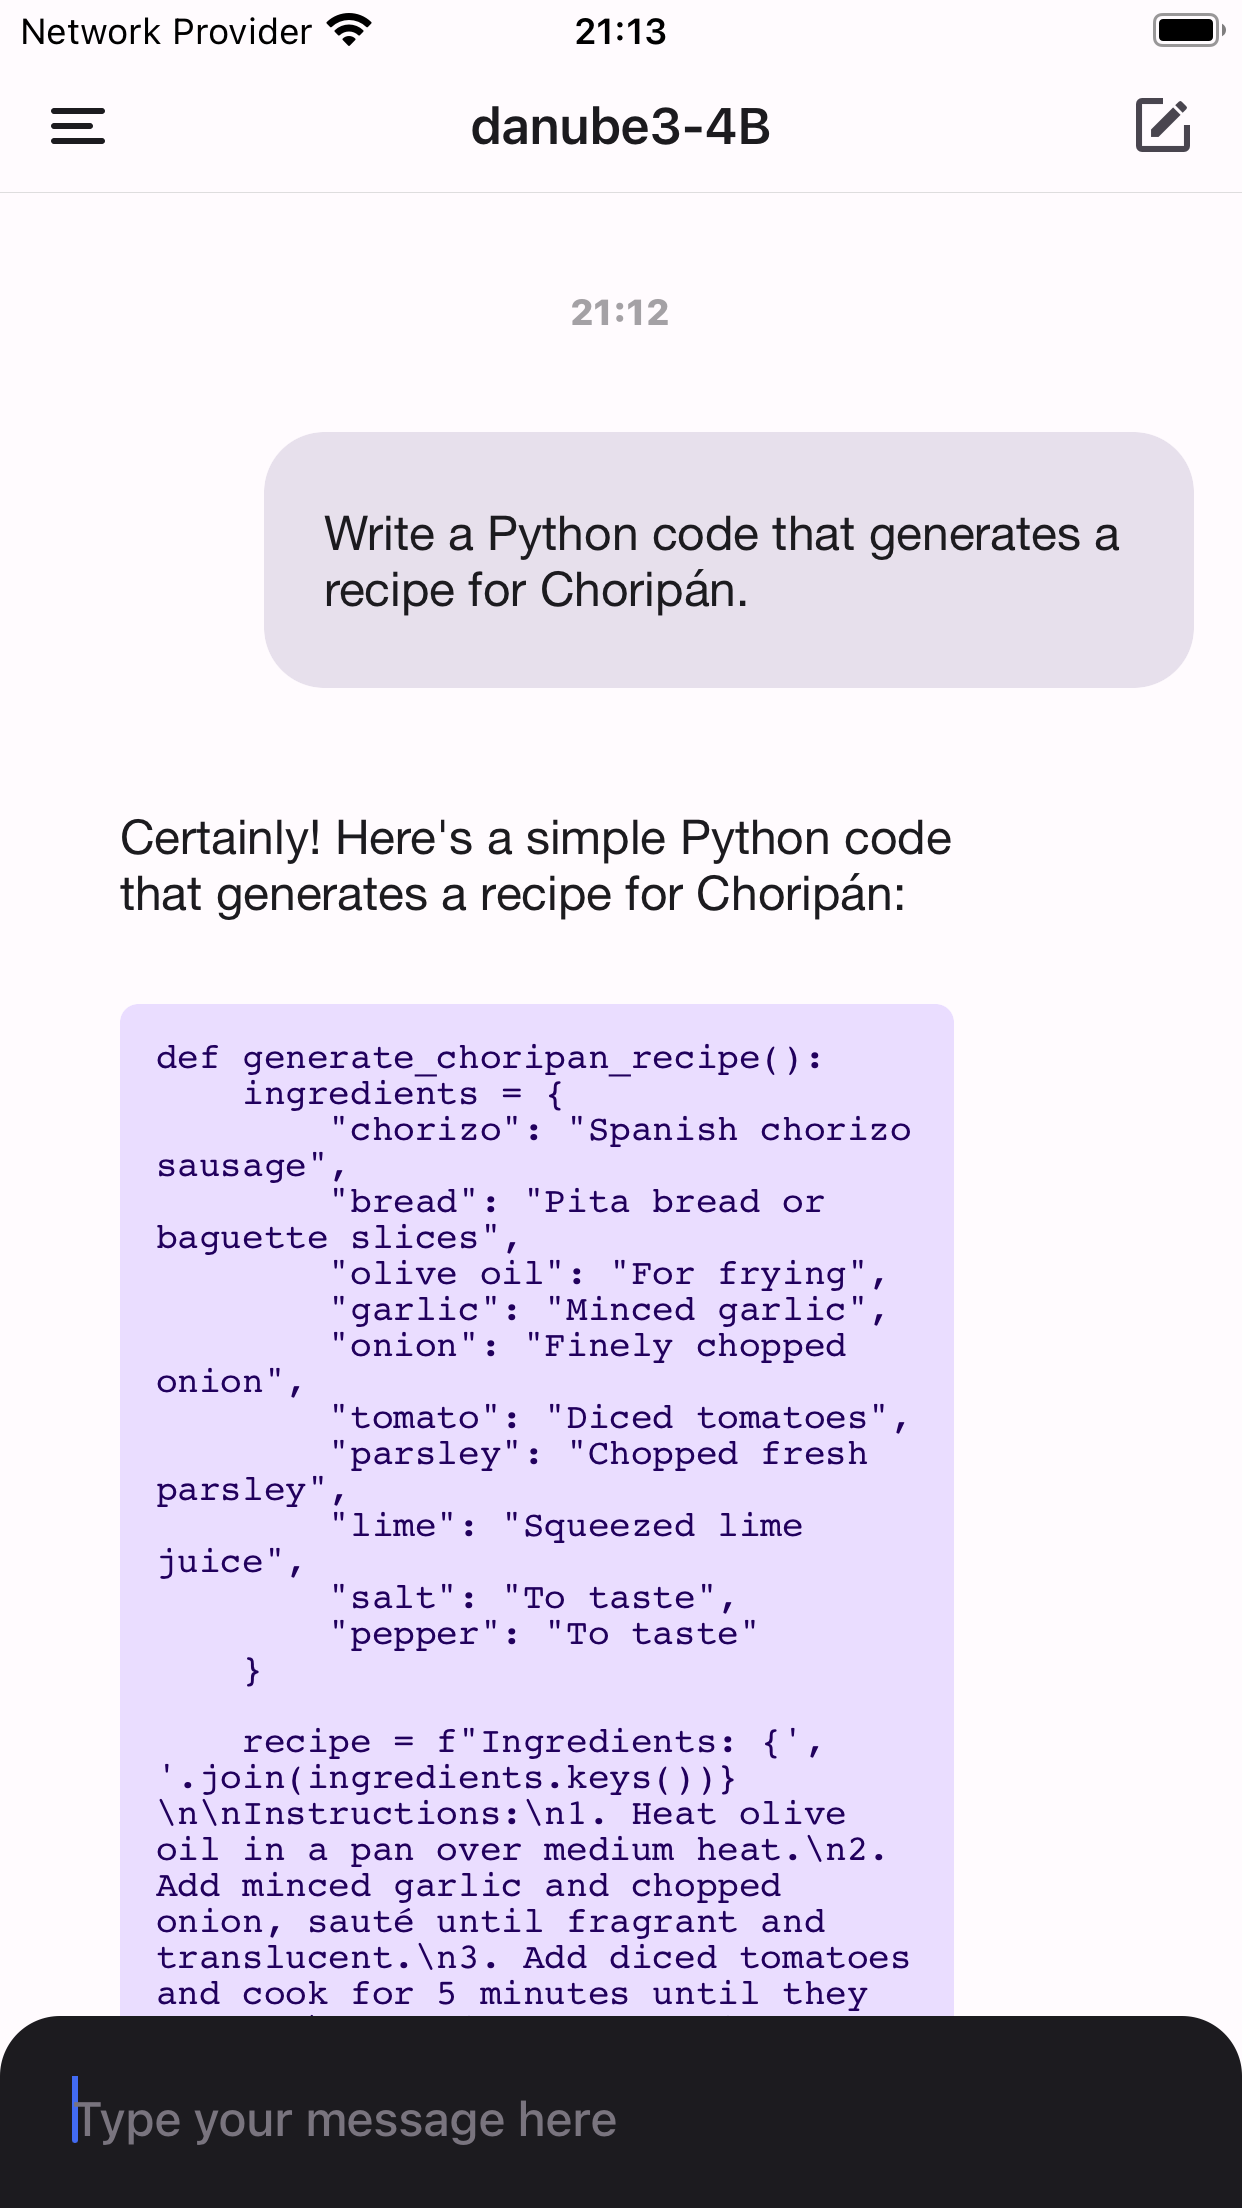 Network Provider
21:13
danube3-4B
21:12
Write a Python code that generates a
recipe for Choripán.
Certainly! Here's a simple Python code
that generates a recipe for Choripán:
def generate_choripan_recipe():
    ingredients = {
        "chorizo": "Spanish chorizo
sausage",
        "bread": "Pita bread or
baguette slices",
        "olive oil": "For frying",
        "garlic": "Minced garlic",
        "onion": "Finely chopped
onion",
        "tomato": "Diced tomatoes",
        "parsley": "Chopped fresh
parsley",
        "lime": "Squeezed lime
juice",
        "salt": "To taste",
        "pepper": "To taste"
    }
    recipe = f"Ingredients: {',
'.join(ingredients.keys())}
\n\nInstructions:\n1. Heat olive
oil in a pan over medium heat.\n2.
Add minced garlic and chopped
onion, sauté until fragrant and
translucent.\n3. Add diced tomatoes
and cook for 5 minutes until they
Type your message here